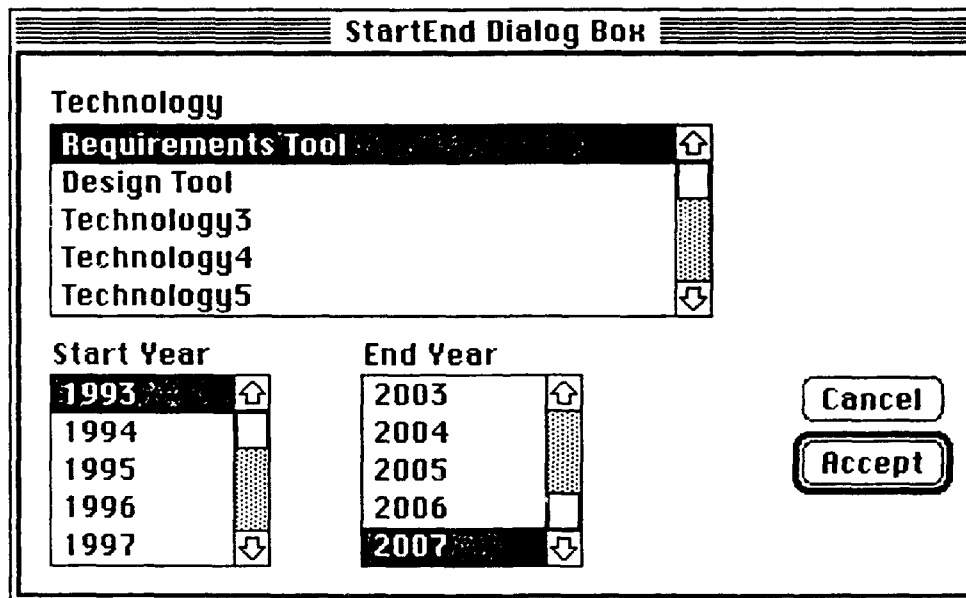 StartEnd Dialog Box
Technology
Requirements Tool
Design Tool
Technology3
Technology4
Technology5
Start Year
1993
1994
1995
1996
1997
End Year
2003
2004
2005
2006
2007
Cancel
Accept